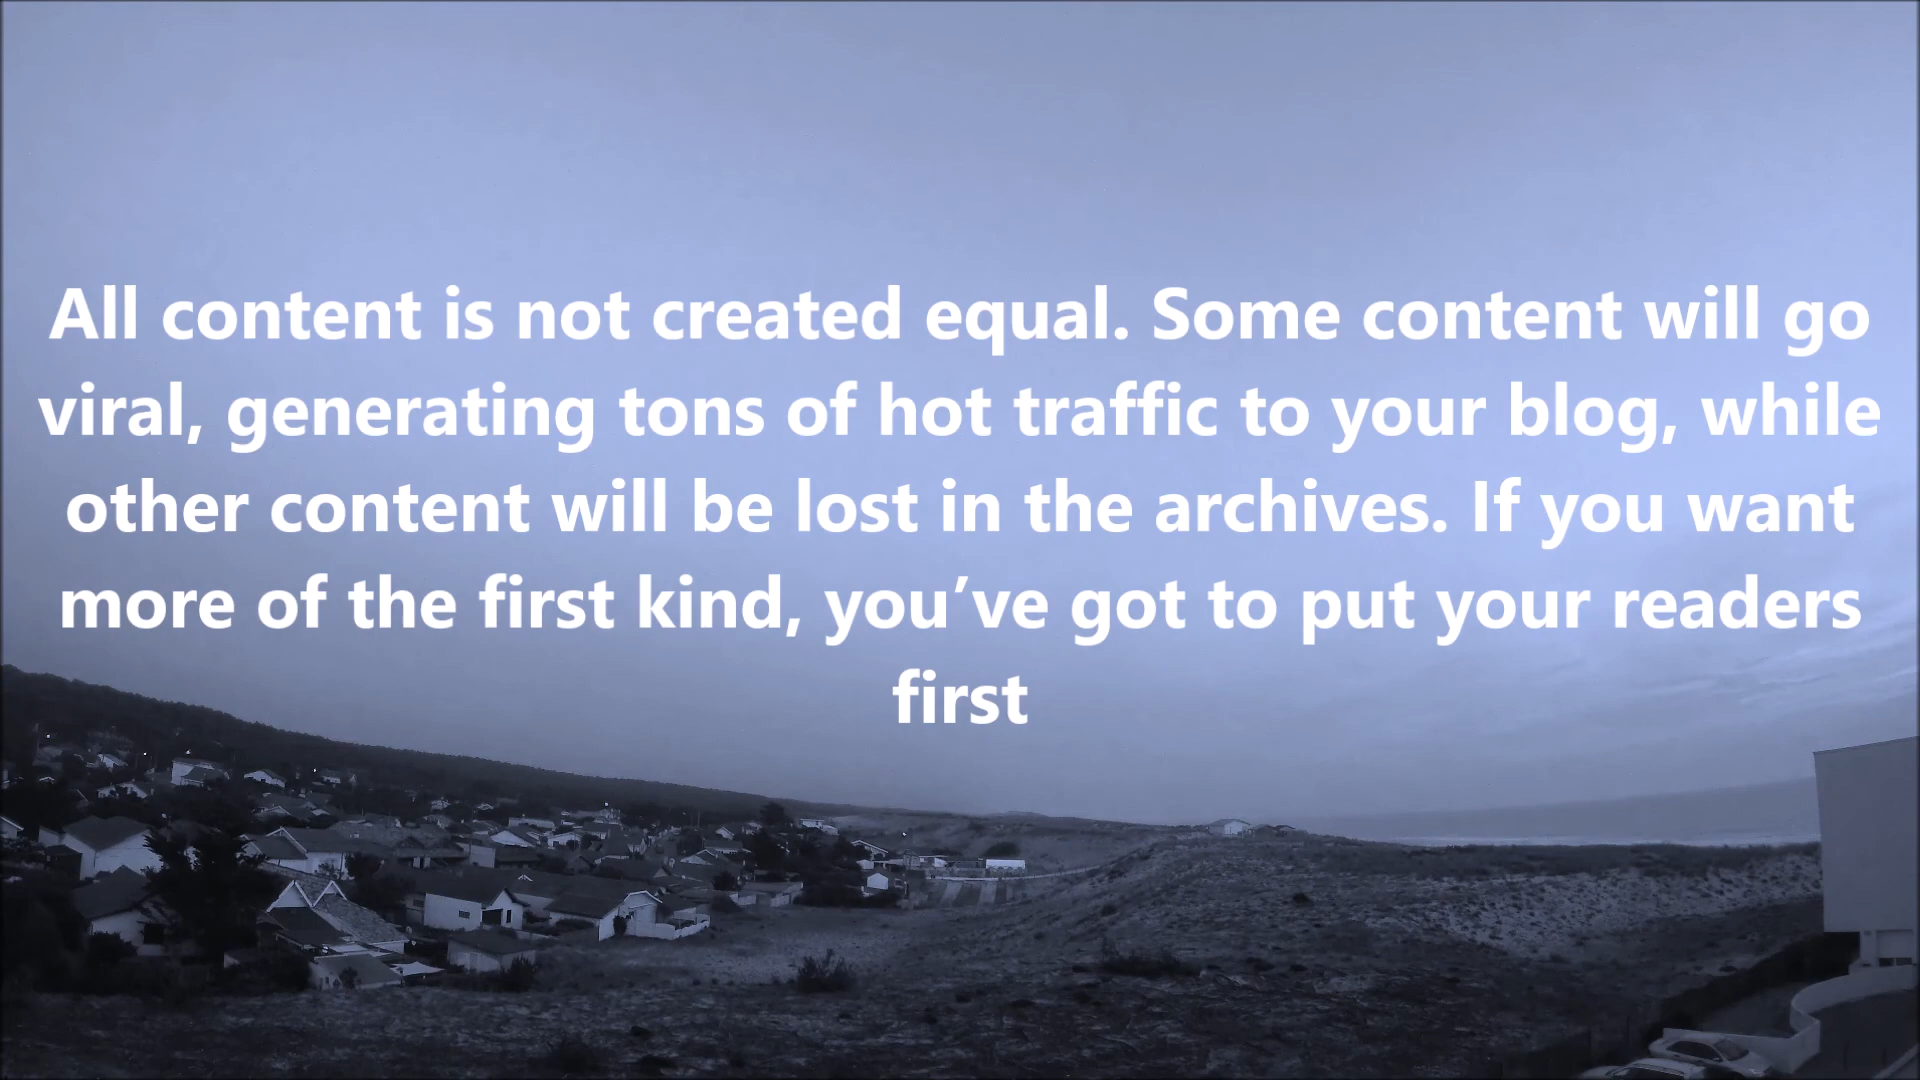 All content is not created equal. Some content will go
viral, generating tons of hot traffic to your blog, while
other content will be lost in the archives. If you want
more of the first kind, you’ve got to put your readers
first